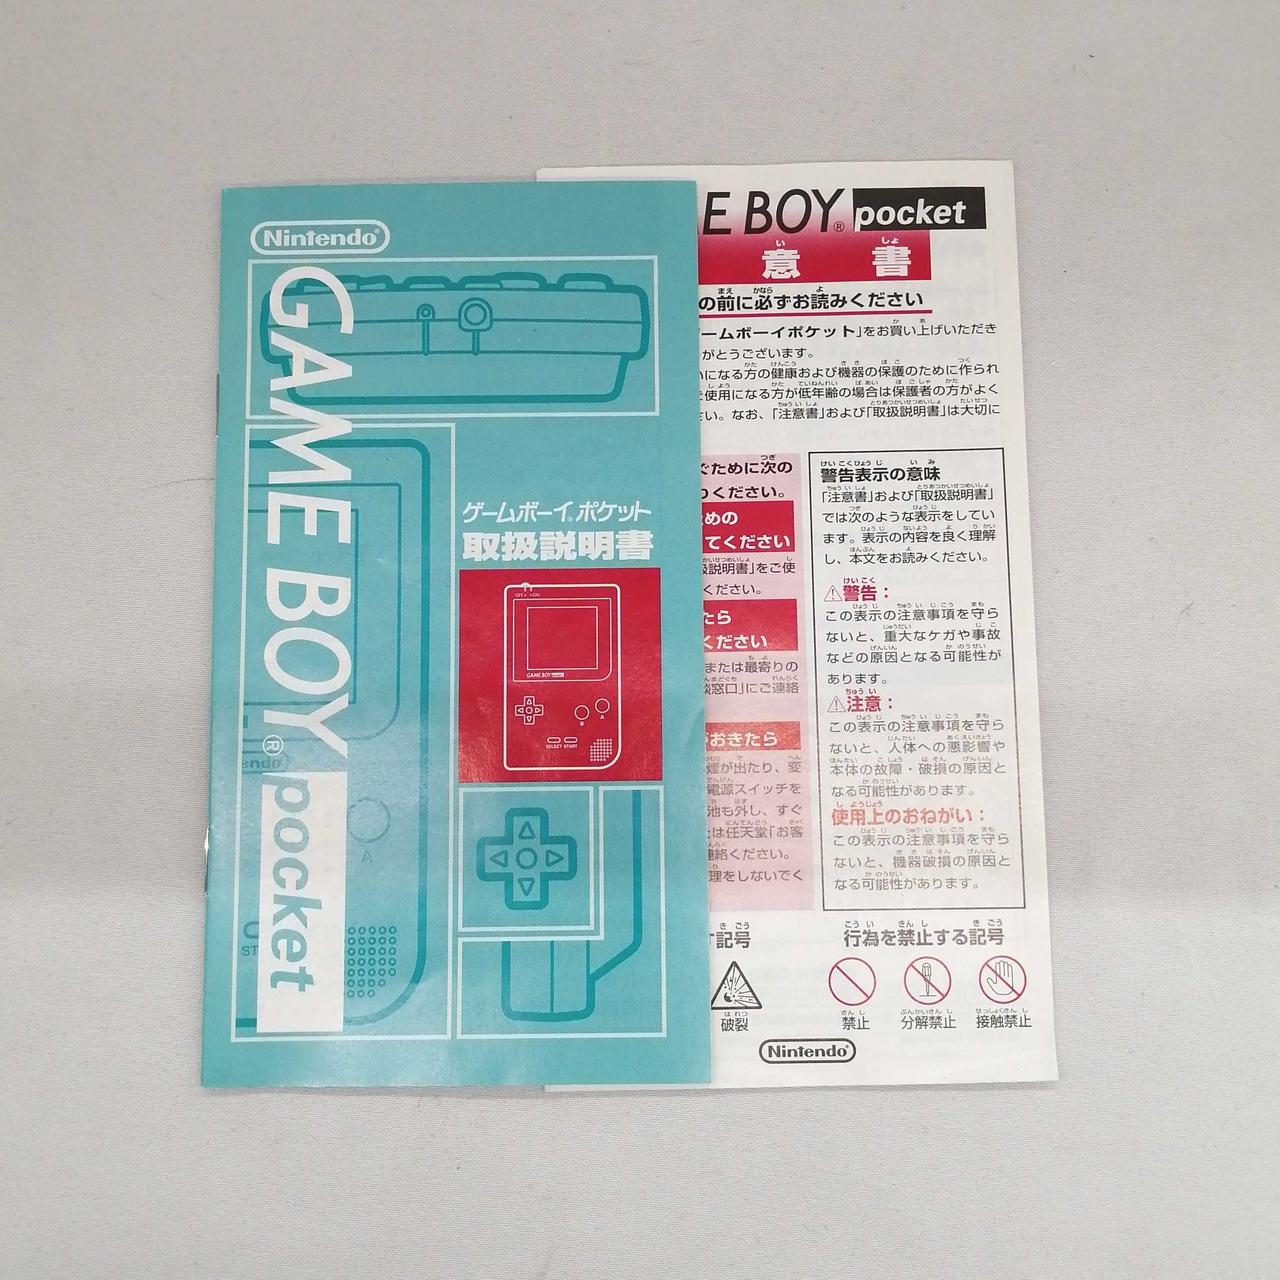 Nintendo
GAME BOY® pocket
ゲームボーイ®ポケット
取扱説明書
OFF・ON
GAME BOY pocket
B
A
SELECT START
A
ST
E BOY® pocket
意 書
の前に必ずお読みください
ームボーイポケット」をお買い上げいただき
がとうございます。
いになる方の健康および機器の保護のために作られ
使用になる方が低年齢の場合は保護者の方がよく
さい。なお、「注意書」および「取扱説明書」は大切に
ぐために次の
ください。
ための
てください
扱説明書」をご使
ください。
たら
ください
または最寄りの
談窓口」にご連絡
おきたら
煙が出たり、変
電源スイッチを
池も外し、すぐ
は任天堂「お客
連絡ください。
理をしないでく
警告表示の意味
「注意書」および「取扱説明書」
では次のような表示をしてい
ます。表示の内容を良く理解
し、本文をお読みください。
⚠警告：
この表示の注意事項を守ら
ないと、重大なケガや事故
などの原因となる可能性が
あります。
⚠注意：
この表示の注意事項を守ら
ないと、人体への悪影響や
本体の故障・破損の原因と
なる可能性があります。
使用上のおねがい：
この表示の注意事項を守ら
ないと、機器破損の原因と
なる可能性があります。
す記号
破裂
行為を禁止する記号
禁止
分解禁止
接触禁止
Nintendo